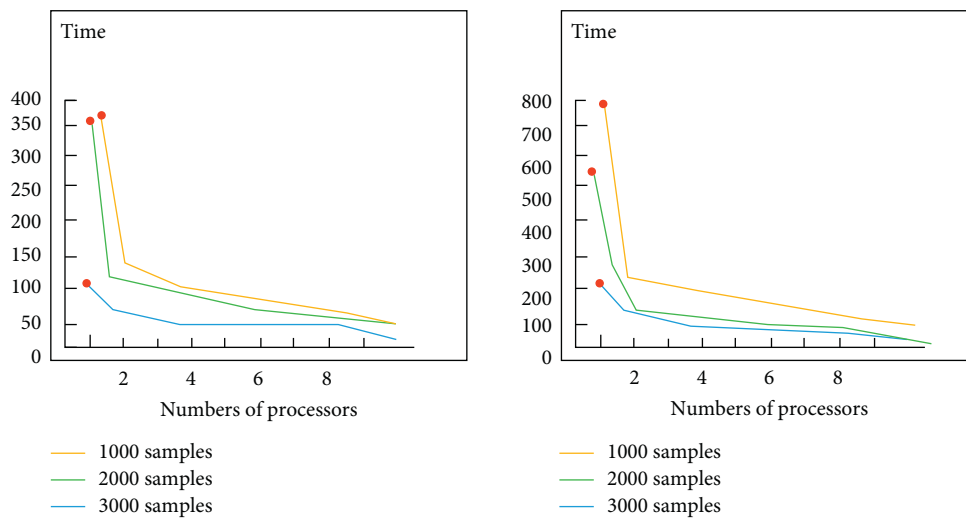 Time
400
350
300
250
200
150
100
50
0
2 4 6 8
Numbers of processors
1000 samples
2000 samples
3000 samples
Time
800
700
600
500
400
300
200
100
0
2 4 6 8
Numbers of processors
1000 samples
2000 samples
3000 samples